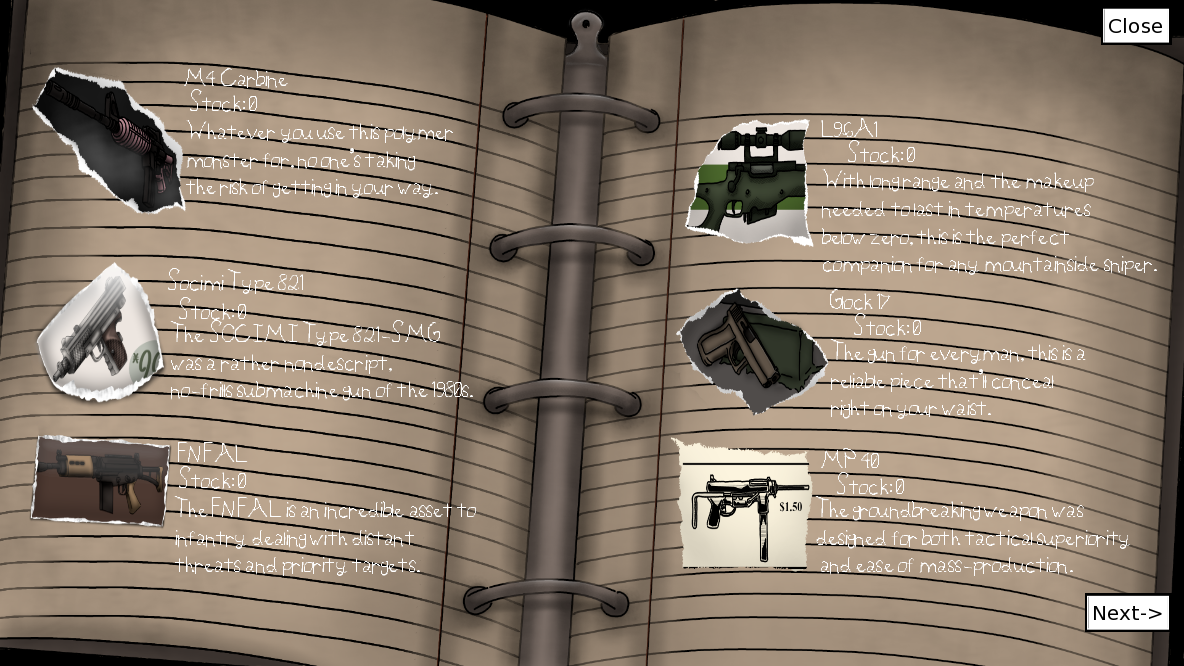 Close
M4 Carbine
Stock:0
Whatever you use this polymer
monster for, no one's taking
the risk of getting in your way.
Socimi Type 821
Stock:0
The SOCIMI Type 821-SMG
was a rather nondescript,
no-frills submachine gun of the 1980s.
FNFAL
Stock:0
The FNFAL is an incredible asset to
infantry dealing with distant
threats and priority targets.
L96A1
Stock:0
With long range and the makeup
needed to last in temperatures
below zero, this is the perfect
companion for any mountainside sniper.
Glock 17
Stock:0
The gun for everyman, this is a
reliable piece that'll conceal
right on your waist.
MP 40
Stock:0
$1.50
The groundbreaking weapon was
designed for both tactical superiority
and ease of mass-production.
Next->